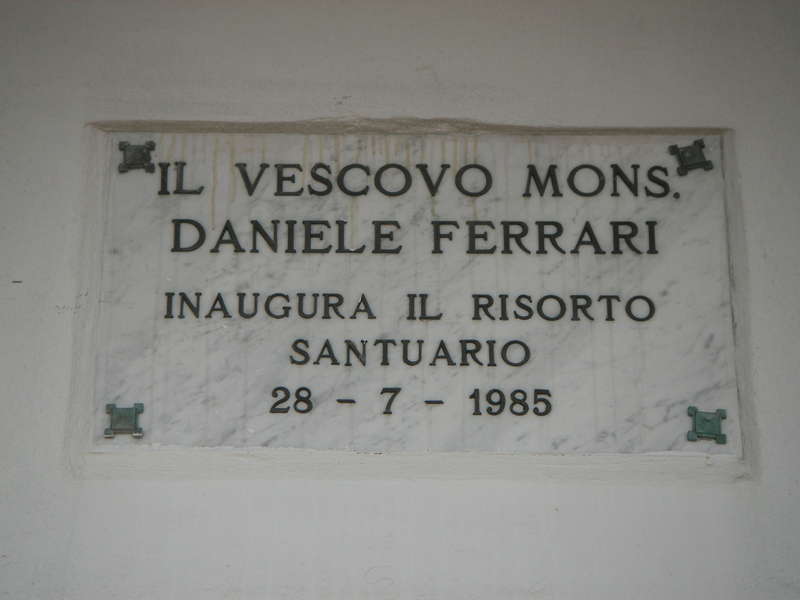 IL VESCOVO MONS.
DANIELE FERRARI
INAUGURA IL RISORTO
SANTUARIO
28 - 7 - 1985